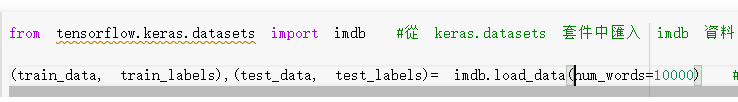 from tensorflow.keras.datasets import imdb #從 keras.datasets 套件中匯入 imdb 資料
(train_data, train_labels),(test_data, test_labels)= imdb.load_data(num_words=10000) #